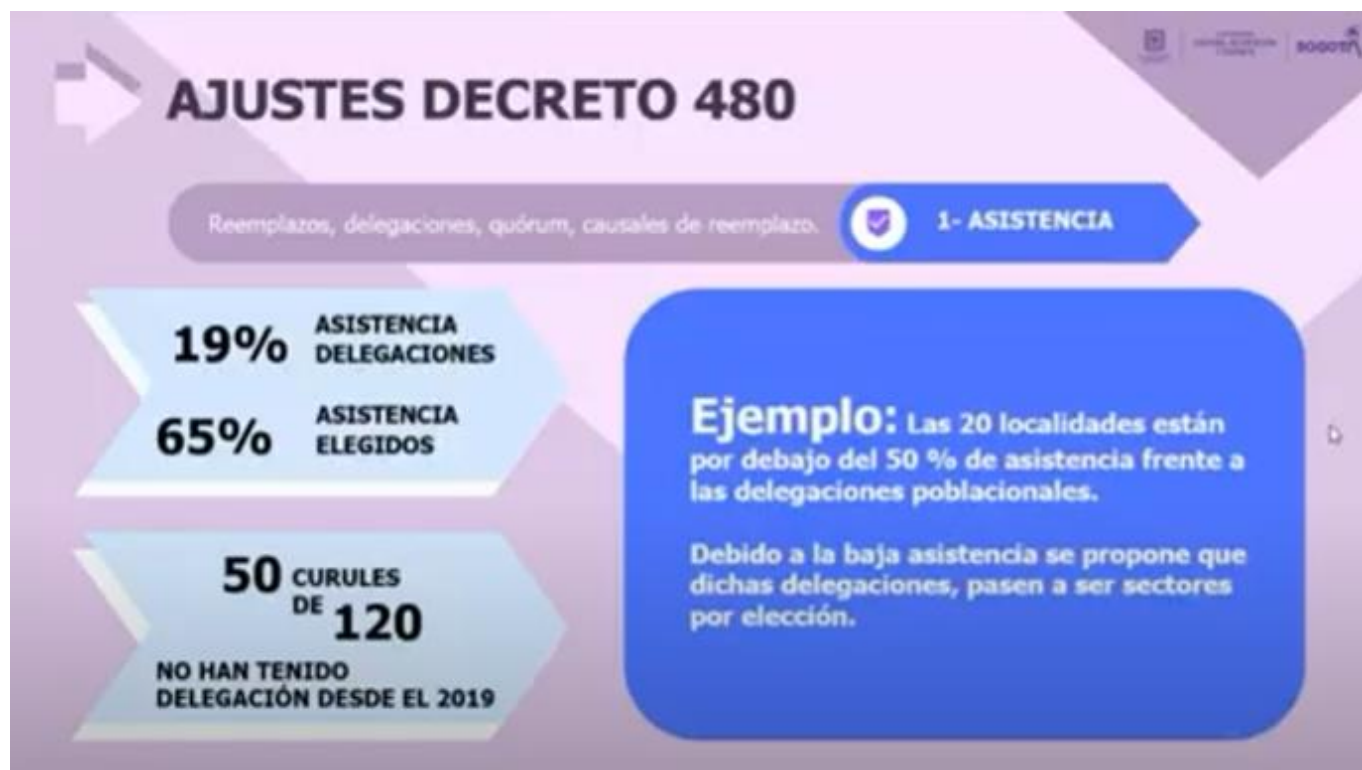 BOGOTÁ
AJUSTES DECRETO 480
Reemplazos, delegaciones, quórum, causales de reemplazo.
1- ASISTENCIA
19% ASISTENCIA
DELEGACIONES
65% ASISTENCIA
ELEGIDOS
50 CURULES
DE 120
NO HAN TENIDO
DELEGACIÓN DESDE EL 2019
Ejemplo: Las 20 localidades están
por debajo del 50 % de asistencia frente a
las delegaciones poblacionales.
Debido a la baja asistencia se propone que
dichas delegaciones, pasen a ser sectores
por elección.